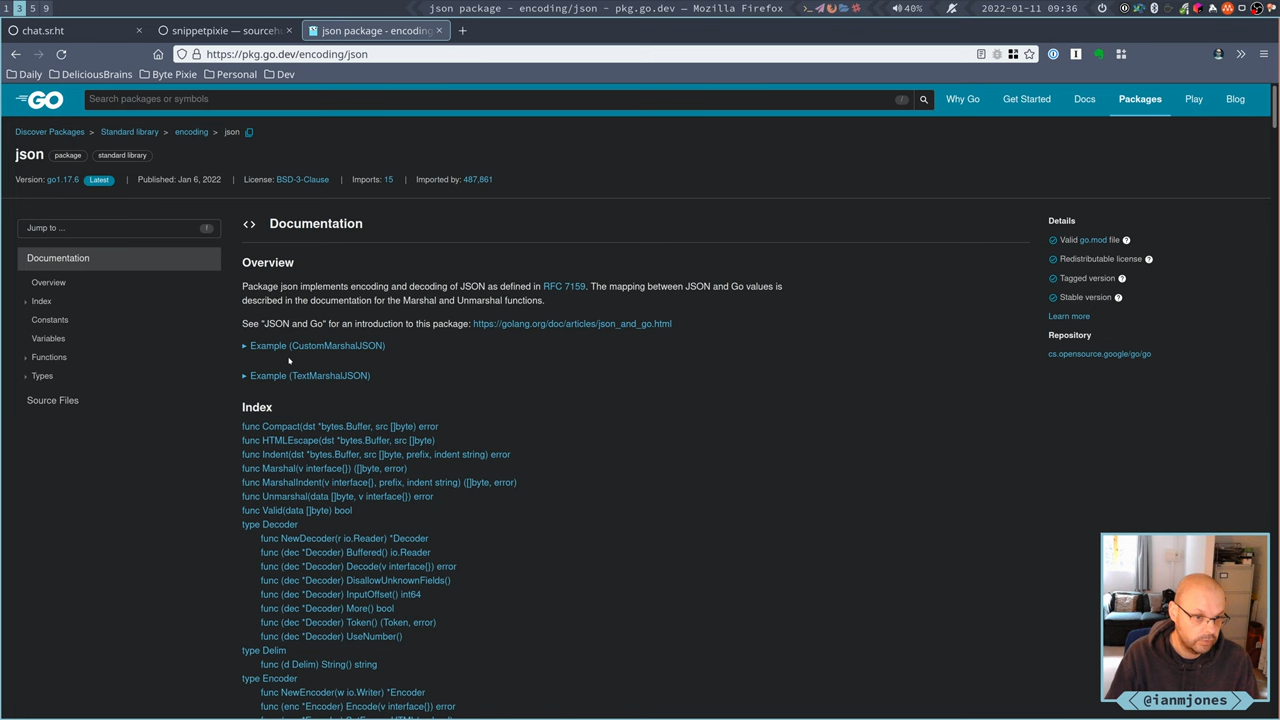 1 3 5 8 9
json package - encoding/json - pkg.go.dev — Mozilla Firefox
40%
2022-01-11 09:36
chat.sr.ht
snippetpixie — sourceh
json package - encoding
https://pkg.go.dev/encoding/json
Daily
DeliciousBrains
Byte Pixie
Personal
Dev
GO
Search packages or symbols
/
Why Go
Get Started
Docs
Packages
Play
Blog
Discover Packages > Standard library > encoding > json
json package standard library
Version: go1.17.6 Latest | Published: Jan 6, 2022 | License: BSD-3-Clause | Imports: 15 | Imported by: 487,861
Jump to ... f
Documentation
Overview
Index
Constants
Variables
Functions
Types
Source Files
Documentation
Overview
Package json implements encoding and decoding of JSON as defined in RFC 7159. The mapping between JSON and Go values is
described in the documentation for the Marshal and Unmarshal functions.
See "JSON and Go" for an introduction to this package: https://golang.org/doc/articles/json_and_go.html
▸ Example (CustomMarshalJSON)
▸ Example (TextMarshalJSON)
Index
func Compact(dst *bytes.Buffer, src []byte) error
func HTMLEscape(dst *bytes.Buffer, src []byte)
func Indent(dst *bytes.Buffer, src []byte, prefix, indent string) error
func Marshal(v interface{}) ([]byte, error)
func MarshalIndent(v interface{}, prefix, indent string) ([]byte, error)
func Unmarshal(data []byte, v interface{}) error
func Valid(data []byte) bool
type Decoder
func NewDecoder(r io.Reader) *Decoder
func (dec *Decoder) Buffered() io.Reader
func (dec *Decoder) Decode(v interface{}) error
func (dec *Decoder) DisallowUnknownFields()
func (dec *Decoder) InputOffset() int64
func (dec *Decoder) More() bool
func (dec *Decoder) Token() (Token, error)
func (dec *Decoder) UseNumber()
type Delim
func (d Delim) String() string
type Encoder
func NewEncoder(w io.Writer) *Encoder
func (enc *Encoder) Encode(v interface{}) error
Details
Valid go.mod file ?
Redistributable license ?
Tagged version ?
Stable version ?
Learn more
Repository
cs.opensource.google/go/go
@ianmjones